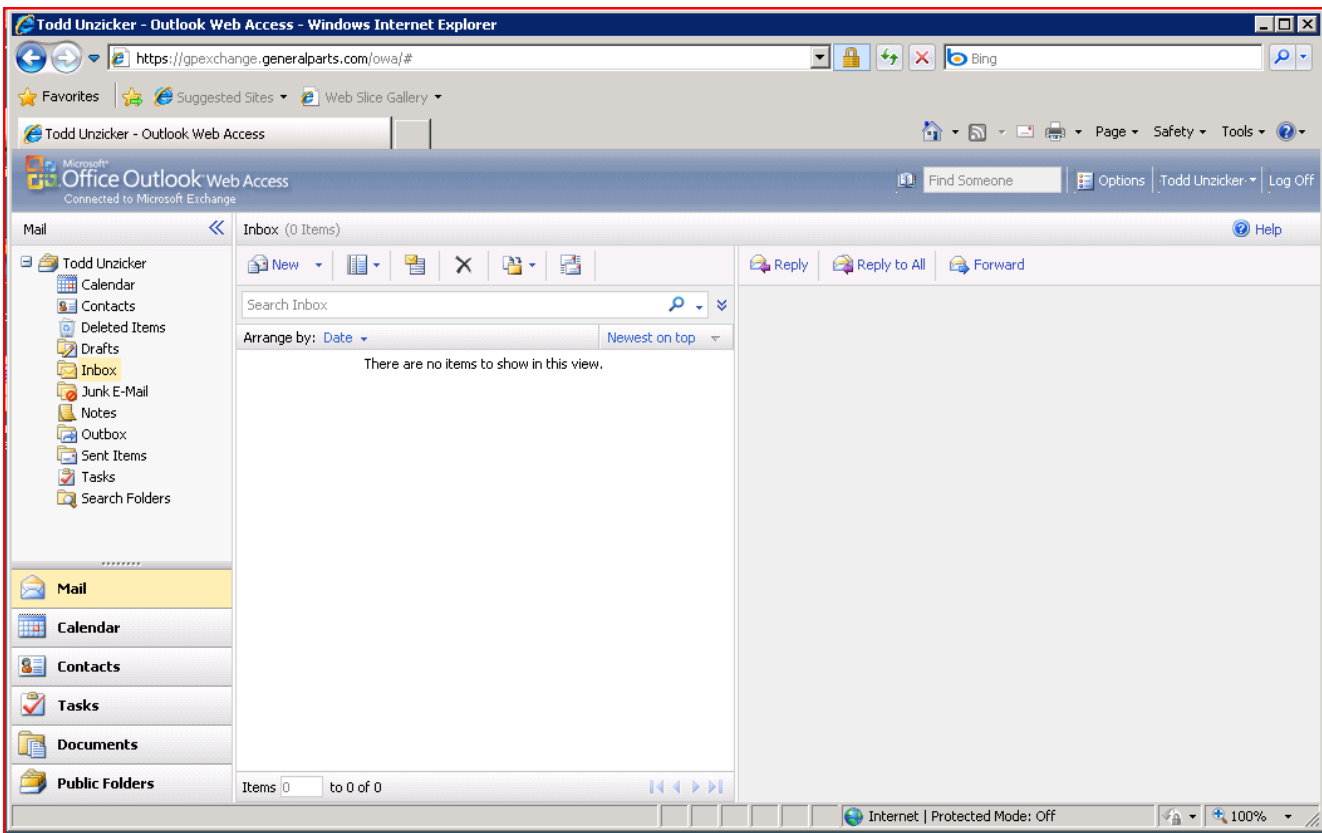 Todd Unzicker - Outlook Web Access - Windows Internet Explorer
https://gpexchange.generalparts.com/owa/#
Bing
Favorites Suggested Sites Web Slice Gallery
Todd Unzicker - Outlook Web Access
Page Safety Tools
Microsoft
Office Outlook Web Access
Connected to Microsoft Exchange
Find Someone Options Todd Unzicker Log Off
Mail
Inbox (0 Items)
Help
Todd Unzicker
Calendar
Contacts
Deleted Items
Drafts
Inbox
Junk E-Mail
Notes
Outbox
Sent Items
Tasks
Search Folders
Mail
Calendar
Contacts
Tasks
Documents
Public Folders
New
Search Inbox
Arrange by: Date Newest on top
There are no items to show in this view.
Items 0 to 0 of 0
Reply Reply to All Forward
Internet | Protected Mode: Off 100%